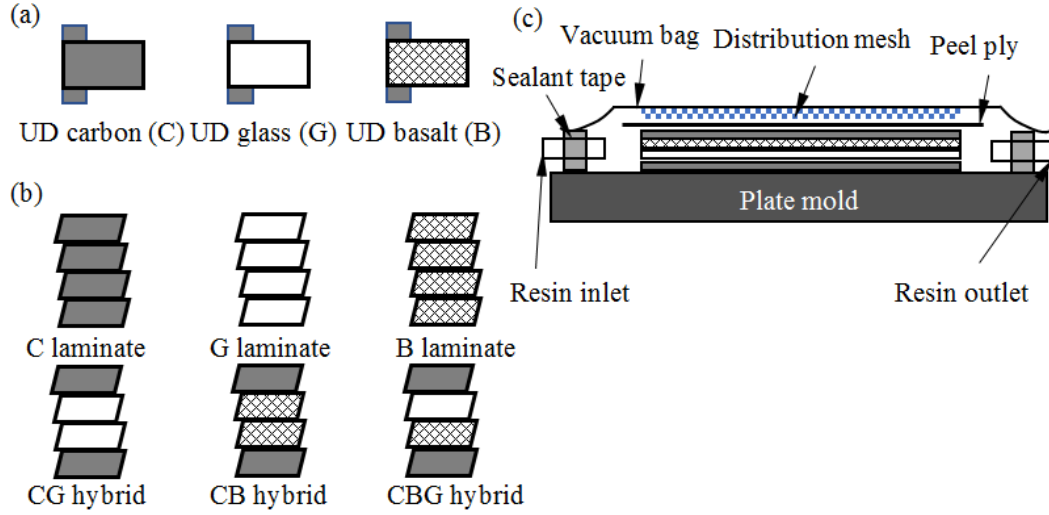 (a)
UD carbon (C) UD glass (G) UD basalt (B)
(b)
C laminate G laminate B laminate
CG hybrid CB hybrid CBG hybrid
(c)
Vacuum bag Distribution mesh Peel ply
Sealant tape
Plate mold
Resin inlet Resin outlet